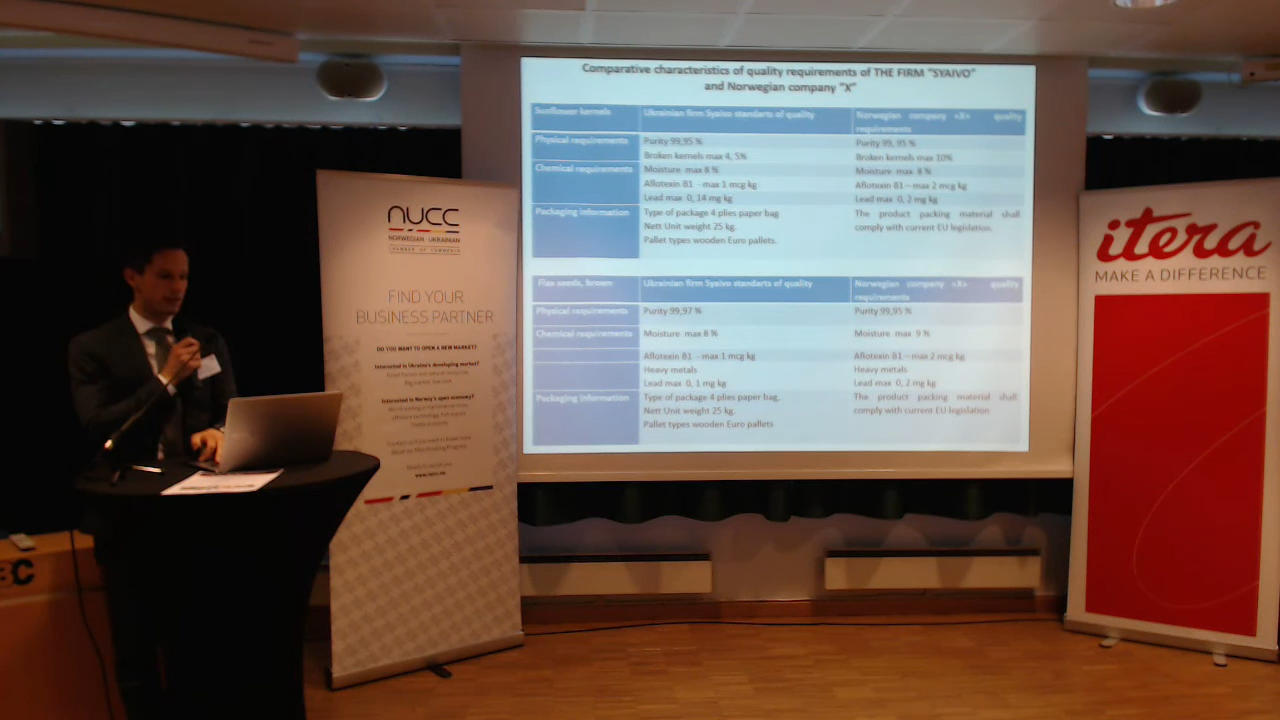 Comparative characteristics of quality requirements of THE FIRM "SYAIVO"
and Norwegian company "X"
Sunflower kernels
Ukrainian firm Syaivo standarts of quality
Norwegian company «X» quality
requirements
Physical requirements
Purity 99,95 %
Purity 99, 95 %
Broken kernels max 4, 5%
Broken kernels max 10%
Chemical requirements
Moisture max 8 %
Moisture max 8 %
Aflotexin B1 - max 1 mcg kg
Aflotexin B1 – max 2 mcg kg
Lead max 0, 14 mg kg
Lead max 0, 2 mg kg
Packaging information
Type of package 4 plies paper bag
The product packing material shall
Nett Unit weight 25 kg.
comply with current EU legislation.
Pallet types wooden Euro pallets.
Flax seeds, brown
Ukrainian firm Syaivo standarts of quality
Norwegian company «X» quality
requirements
Physical requirements
Purity 99,97 %
Purity 99,95 %
Chemical requirements
Moisture max 8 %
Moisture max 9 %
Aflotexin B1 - max 1 mcg kg
Aflotexin B1 – max 2 mcg kg
Heavy metals
Heavy metals
Lead max 0, 1 mg kg
Lead max 0, 2 mg kg
Packaging information
Type of package 4 plies paper bag,
The product packing material shall
Nett Unit weight 25 kg.
comply with current EU legislation
Pallet types wooden Euro pallets
nucc
NORWEGIAN - UKRAINIAN
CHAMBER OF COMMERCE
FIND YOUR
BUSINESS PARTNER
DO YOU WANT TO OPEN A NEW MARKET?
Interested in Ukraine's developing market?
Interested in Norway's open economy?
www.nucc.no
itera
MAKE A DIFFERENCE
3C